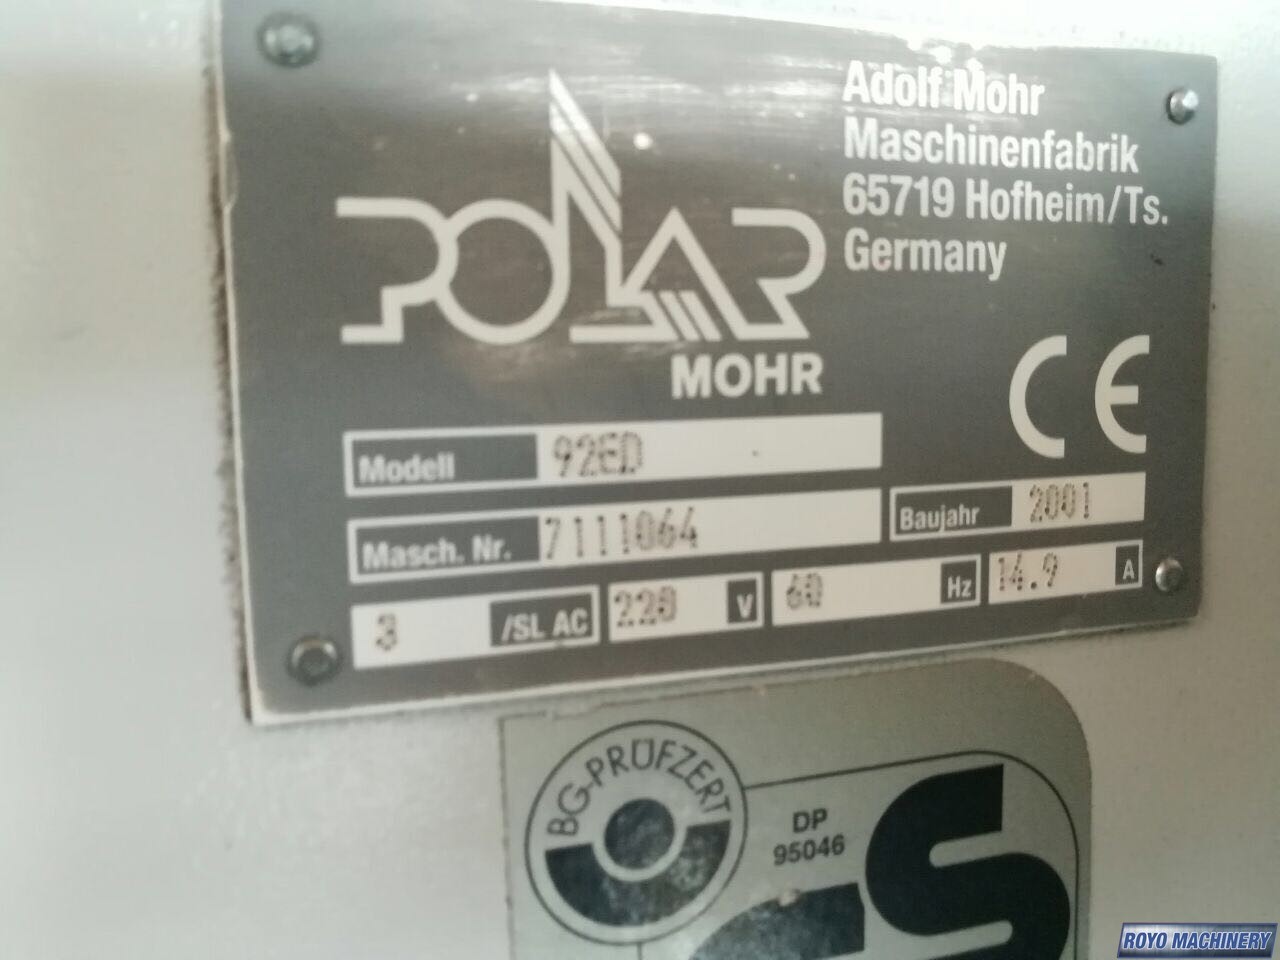 POLAR
MOHR
Adolf Mohr
Maschinenfabrik
65719 Hofheim/Ts.
Germany
CE
Modell 92ED
Masch. Nr. 7111064
Baujahr 2001
3 /SL AC 220 V 60 Hz 14.9 A
BG-PRÜFZERT
DP
95046
GS
ROYO MACHINERY